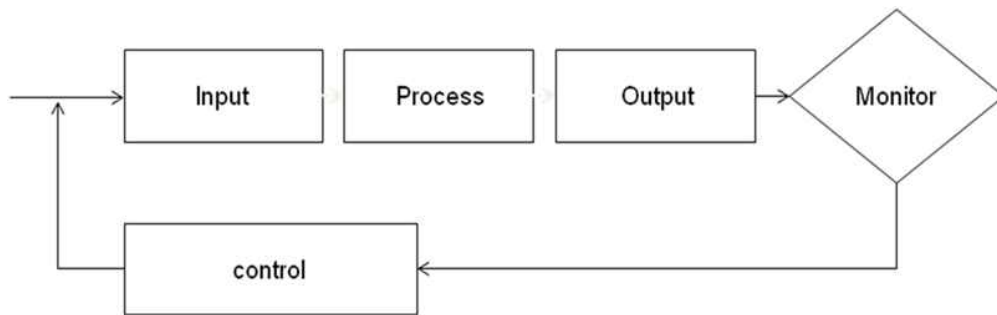 Input
Process
Output
Monitor
control